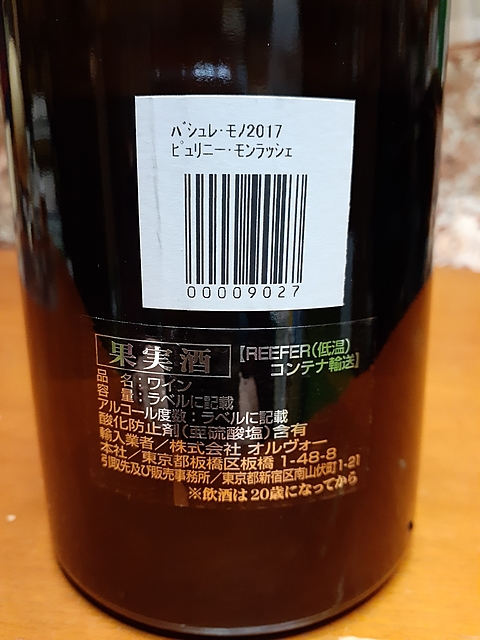 バシュレ・モノ2017
ピュリニー・モンラッシェ
00009027
果実酒
【REEFER(低温)
コンテナ輸送】
品 名：ワイン
容 量：ラベルに記載
アルコール度数：ラベルに記載
酸化防止剤(亜硫酸塩)含有
輸入業者／株式会社 オルヴォー
本社／東京都板橋区板橋 1-48-8
引取先及び販売事務所／東京都新宿区南山伏町1-21
※飲酒は20歳になってから